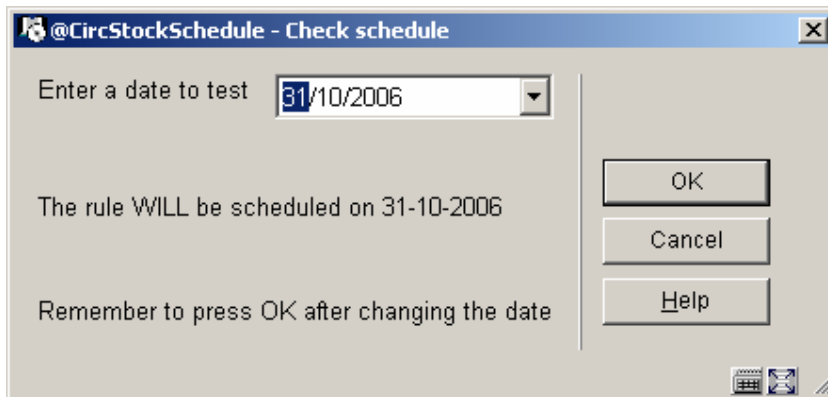 @CircStockSchedule - Check schedule
Enter a date to test
31/10/2006
The rule WILL be scheduled on 31-10-2006
Remember to press OK after changing the date
OK
Cancel
Help